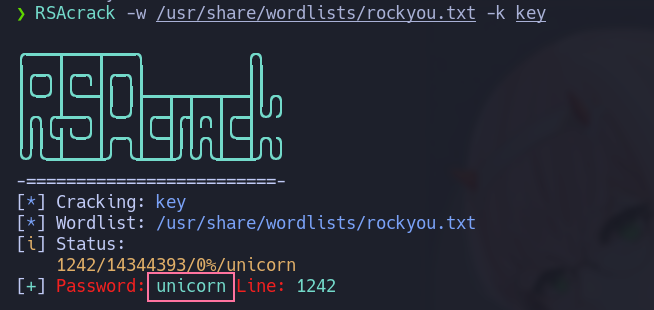 ❯ RSAcrack -w /usr/share/wordlists/rockyou.txt -k key
RSAcrack
-=========================-
[*] Cracking: key
[*] Wordlist: /usr/share/wordlists/rockyou.txt
[i] Status:
1242/14344393/0%/unicorn
[+] Password: unicorn Line: 1242